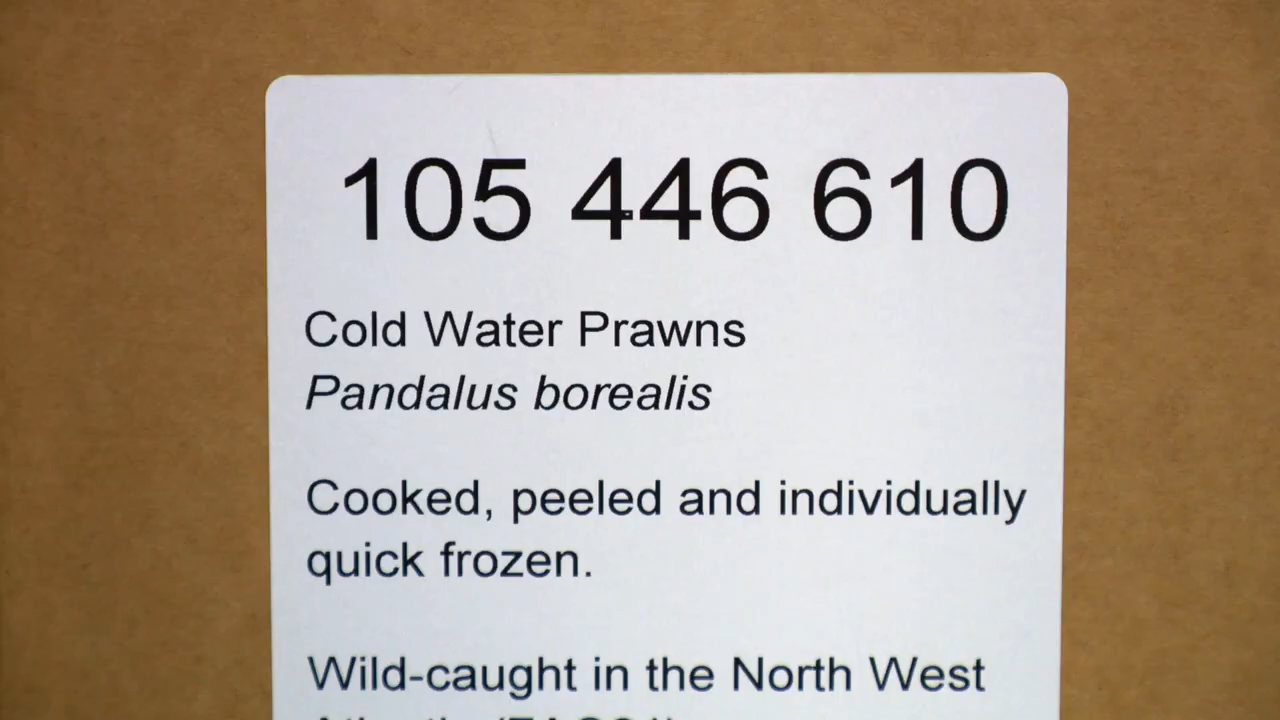 105 446 610
Cold Water Prawns
Pandalus borealis
Cooked, peeled and individually
quick frozen.
Wild-caught in the North West